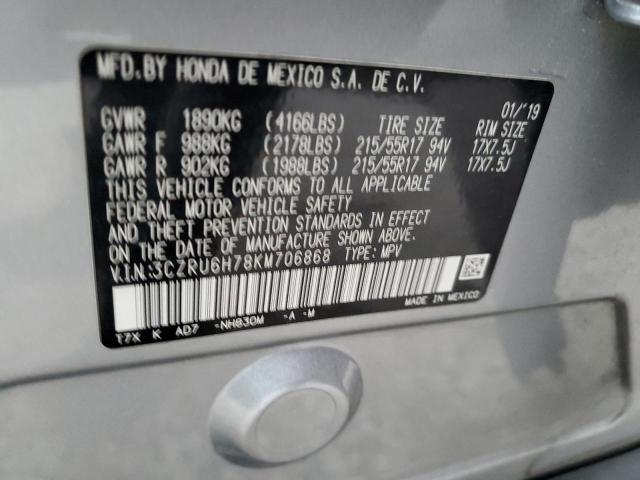 MFD. BY HONDA DE MEXICO S.A. DE C.V.
01/'19
GVWR 1890KG (4166LBS) TIRE SIZE RIM SIZE
GAWR F 988KG (2178LBS) 215/55R17 94V 17X7.5J
GAWR R 902KG (1988LBS) 215/55R17 94V 17X7.5J
THIS VEHICLE CONFORMS TO ALL APPLICABLE
FEDERAL MOTOR VEHICLE SAFETY
AND THEFT PREVENTION STANDARDS IN EFFECT
ON THE DATE OF MANUFACTURE SHOWN ABOVE.
V.I.N.:3CZRU6H78KM706868 TYPE: MPV
MADE IN MEXICO
T7X K AD7 -NH830M -A -M